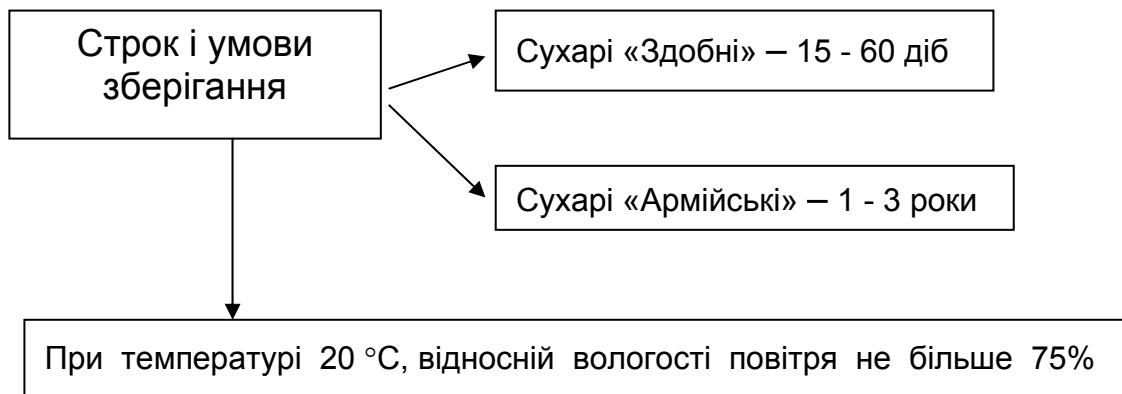 Строк і умови
зберігання
Сухарі «Здобні» – 15 - 60 діб
Сухарі «Армійські» – 1 - 3 роки
При температурі 20 °С, відносній вологості повітря не більше 75%